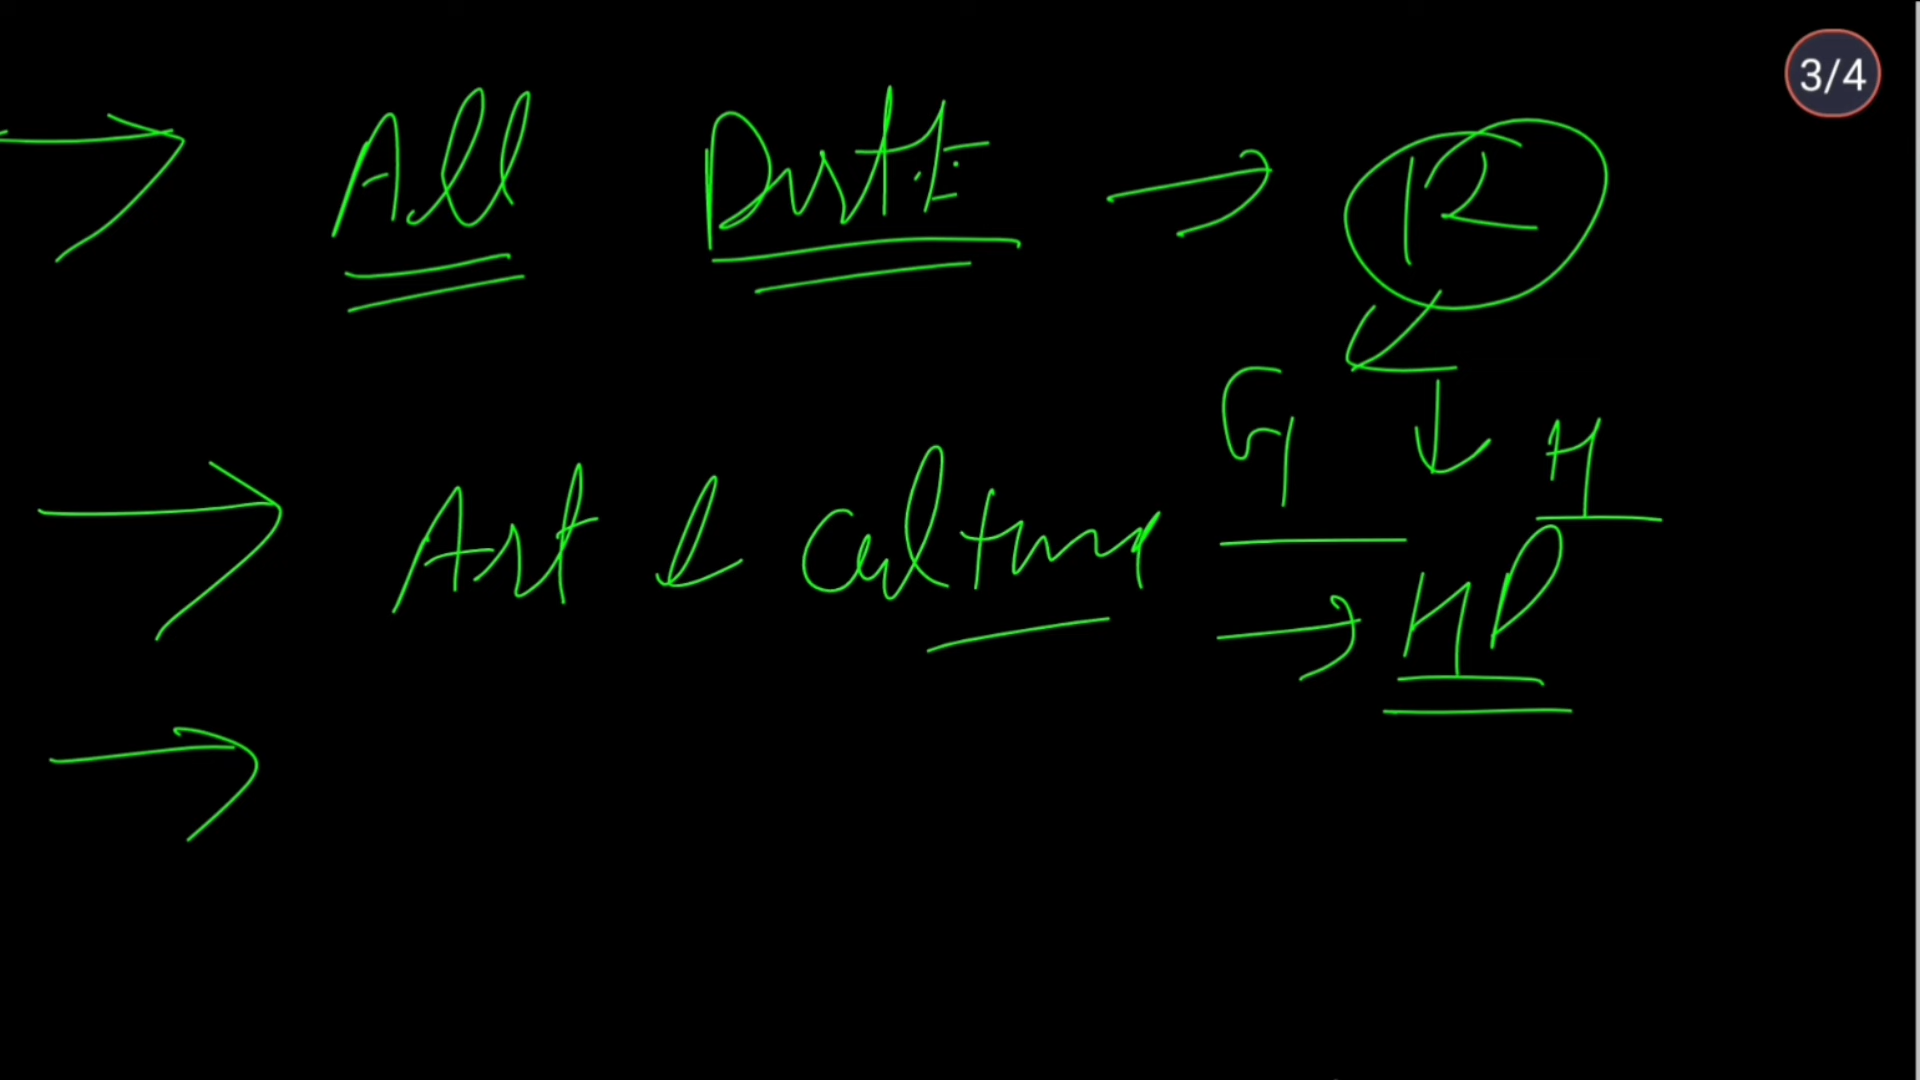 3/4
All Distt. → 12
G H
Art & Culture → HP